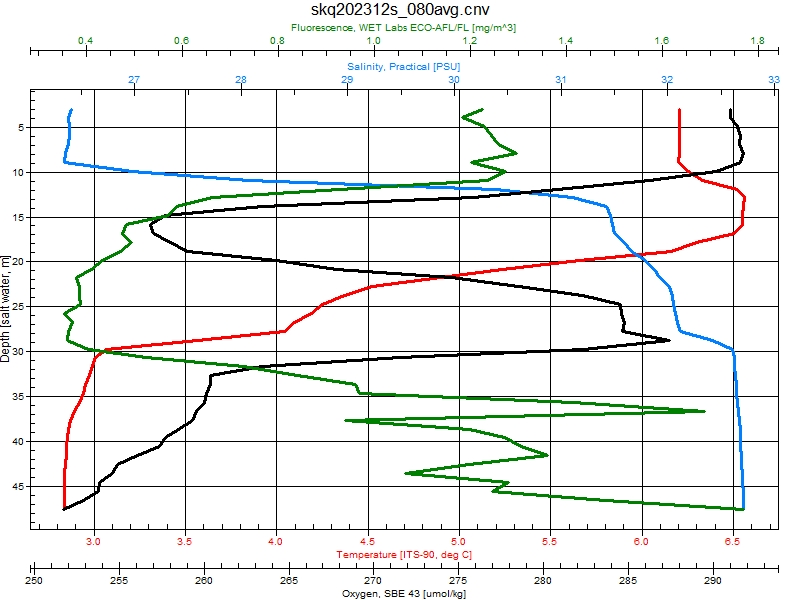 skq202312s_080avg.cnv
Fluorescence, WET Labs ECO-AFL/FL [mg/m^3]
0.4 0.6 0.8 1.0 1.2 1.4 1.6 1.8
Salinity, Practical [PSU]
27 28 29 30 31 32 33
5
10
15
20
25
30
35
40
45
Depth [salt water, m]
3.0 3.5 4.0 4.5 5.0 5.5 6.0 6.5
Temperature [ITS-90, deg C]
250 255 260 265 270 275 280 285 290
Oxygen, SBE 43 [umol/kg]